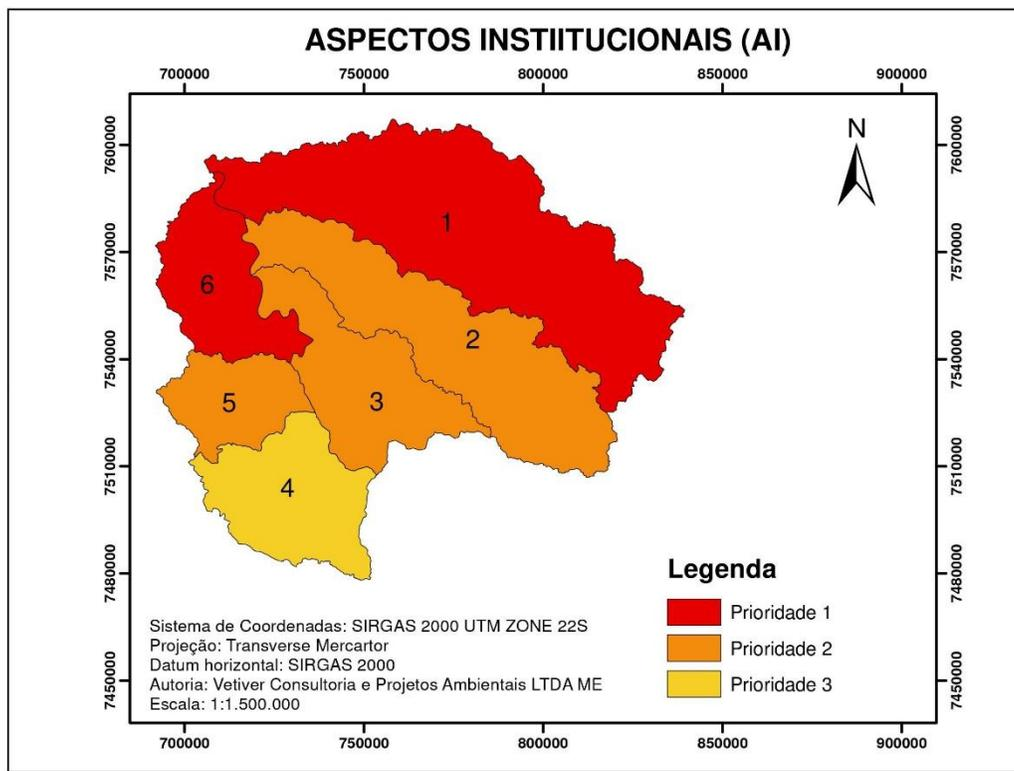 ASPECTOS INSTIITUCIONAIS (AI)
700000 750000 800000 850000 900000
7600000 7600000
N
1
7570000 7570000
6
2
7540000 7540000
5 3
7510000 7510000
4
7480000 7480000
Legenda
Prioridade 1
Prioridade 2
Prioridade 3
Sistema de Coordenadas: SIRGAS 2000 UTM ZONE 22S
Projeção: Transverse Mercartor
Datum horizontal: SIRGAS 2000
Autoria: Vetiver Consultoria e Projetos Ambientais LTDA ME
Escala: 1:1.500.000
7450000 7450000
700000 750000 800000 850000 900000